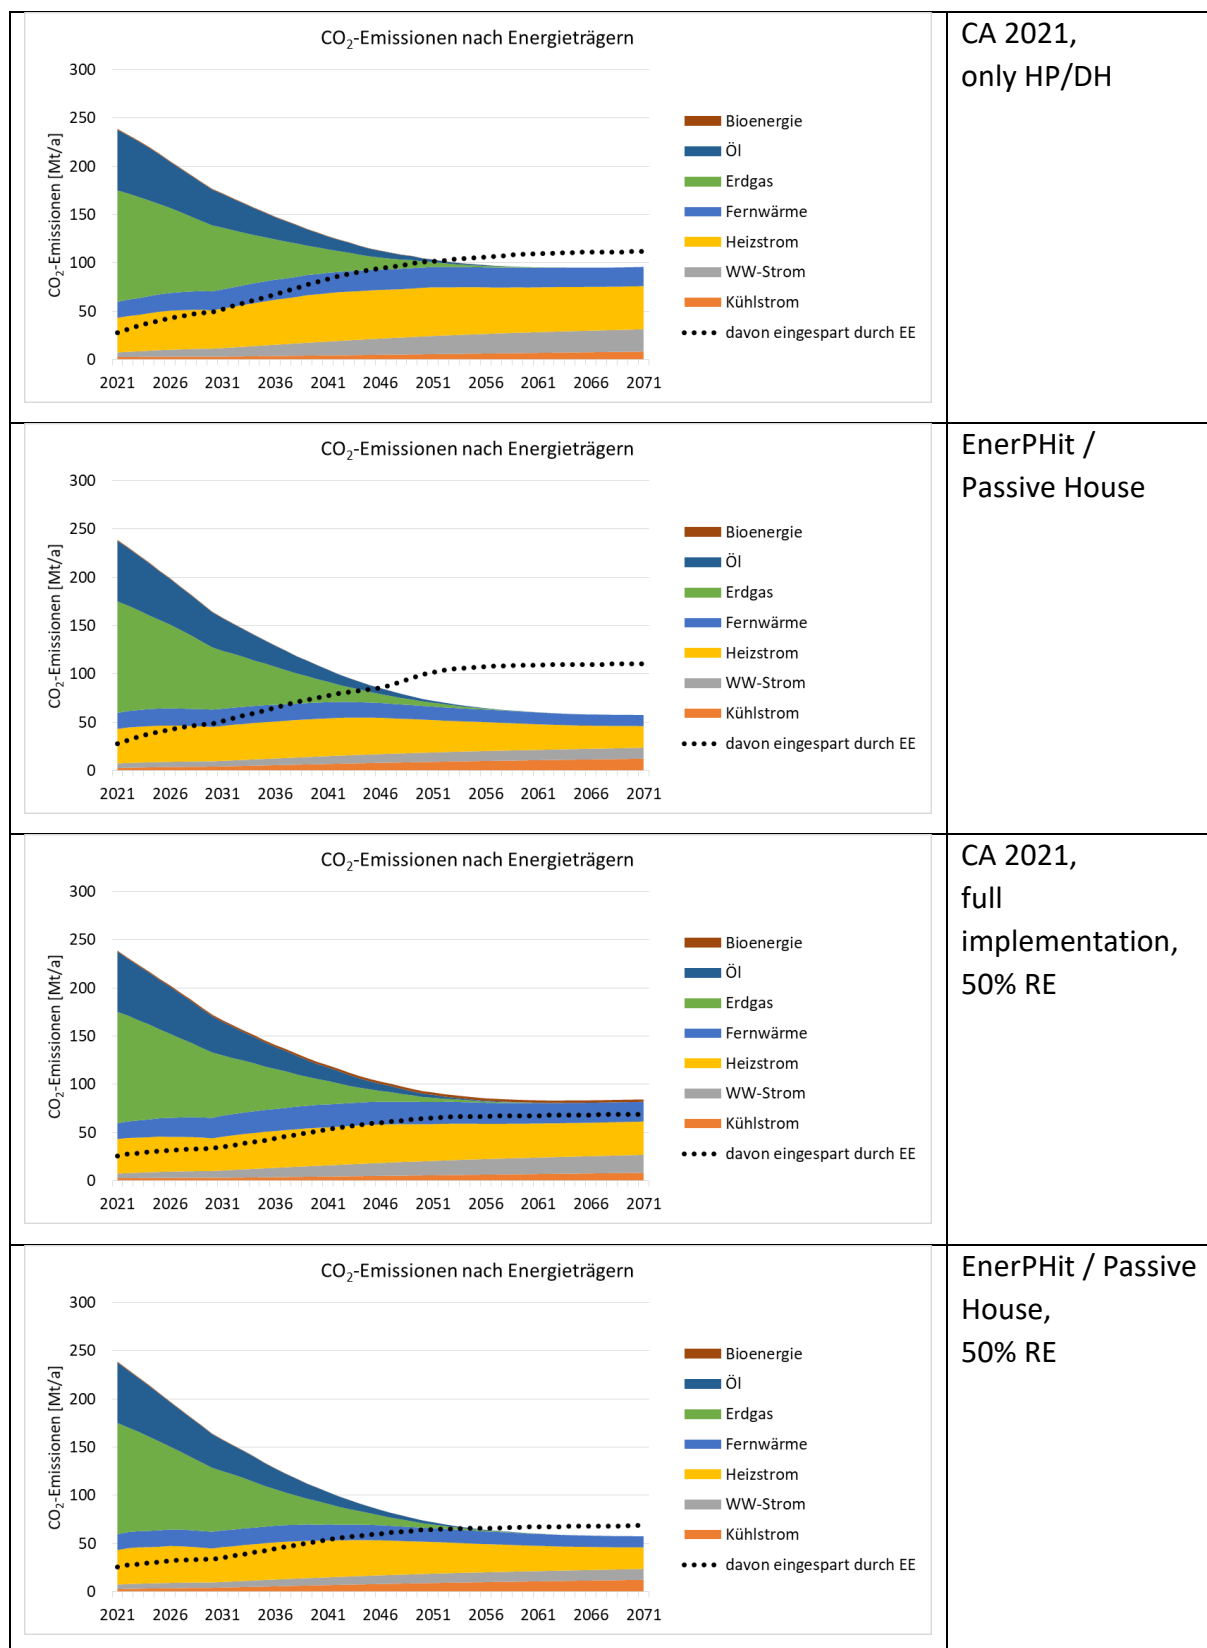 CO₂-Emissionen nach Energieträgern
CO₂-Emissionen [Mt/a]
300
250
200
150
100
50
0
2021 2026 2031 2036 2041 2046 2051 2056 2061 2066 2071
Bioenergie
Öl
Erdgas
Fernwärme
Heizstrom
WW-Strom
Kühlstrom
davon eingespart durch EE
CA 2021,
only HP/DH
CO₂-Emissionen nach Energieträgern
CO₂-Emissionen [Mt/a]
300
250
200
150
100
50
0
2021 2026 2031 2036 2041 2046 2051 2056 2061 2066 2071
Bioenergie
Öl
Erdgas
Fernwärme
Heizstrom
WW-Strom
Kühlstrom
davon eingespart durch EE
EnerPHit /
Passive House
CO₂-Emissionen nach Energieträgern
CO₂-Emissionen [Mt/a]
300
250
200
150
100
50
0
2021 2026 2031 2036 2041 2046 2051 2056 2061 2066 2071
Bioenergie
Öl
Erdgas
Fernwärme
Heizstrom
WW-Strom
Kühlstrom
davon eingespart durch EE
CA 2021,
full
implementation,
50% RE
CO₂-Emissionen nach Energieträgern
CO₂-Emissionen [Mt/a]
300
250
200
150
100
50
0
2021 2026 2031 2036 2041 2046 2051 2056 2061 2066 2071
Bioenergie
Öl
Erdgas
Fernwärme
Heizstrom
WW-Strom
Kühlstrom
davon eingespart durch EE
EnerPHit / Passive
House,
50% RE